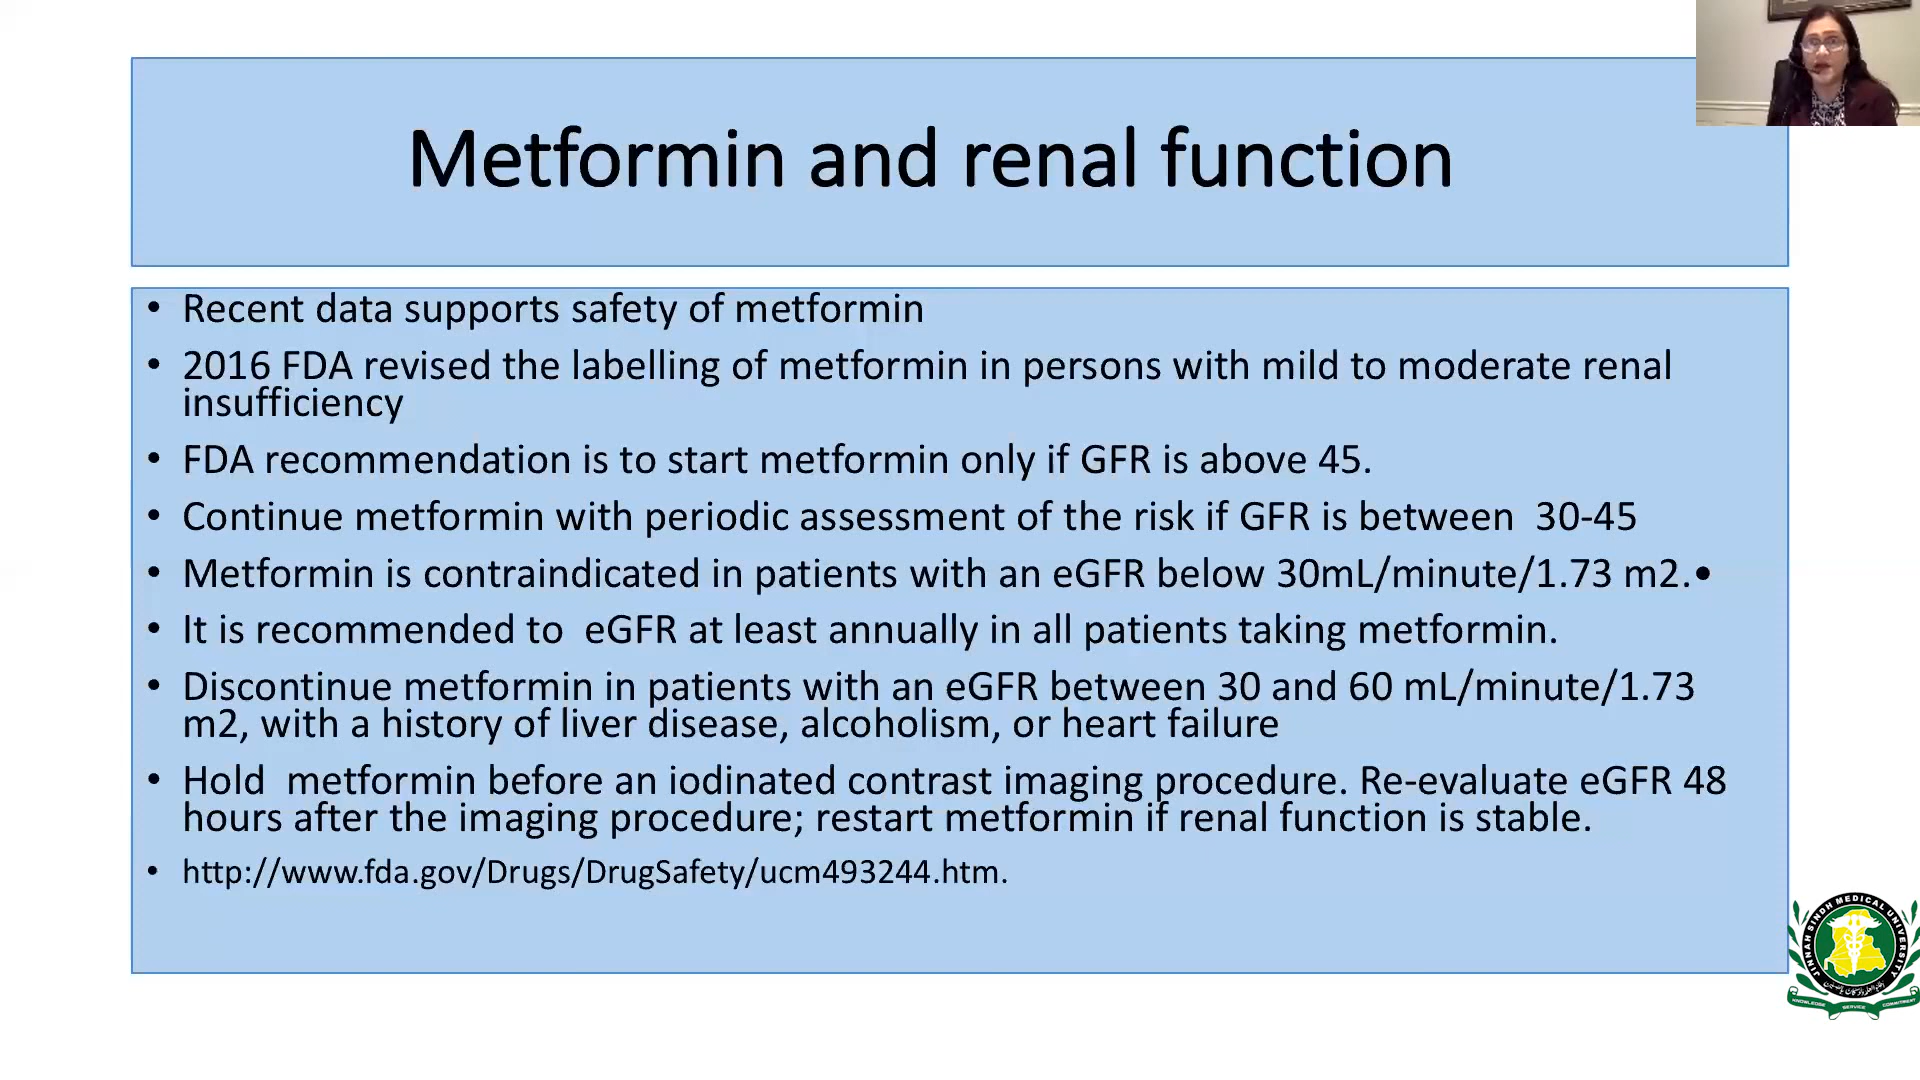 Metformin and renal function
• Recent data supports safety of metformin
• 2016 FDA revised the labelling of metformin in persons with mild to moderate renal
insufficiency
• FDA recommendation is to start metformin only if GFR is above 45.
• Continue metformin with periodic assessment of the risk if GFR is between  30-45
• Metformin is contraindicated in patients with an eGFR below 30mL/minute/1.73 m2.•
• It is recommended to  eGFR at least annually in all patients taking metformin.
• Discontinue metformin in patients with an eGFR between 30 and 60 mL/minute/1.73
m2, with a history of liver disease, alcoholism, or heart failure
• Hold  metformin before an iodinated contrast imaging procedure. Re-evaluate eGFR 48
hours after the imaging procedure; restart metformin if renal function is stable.
• http://www.fda.gov/Drugs/DrugSafety/ucm493244.htm.
JINNAH SINDH MEDICAL UNIVERSITY
KNOWLEDGE SERVICE COMMITMENT